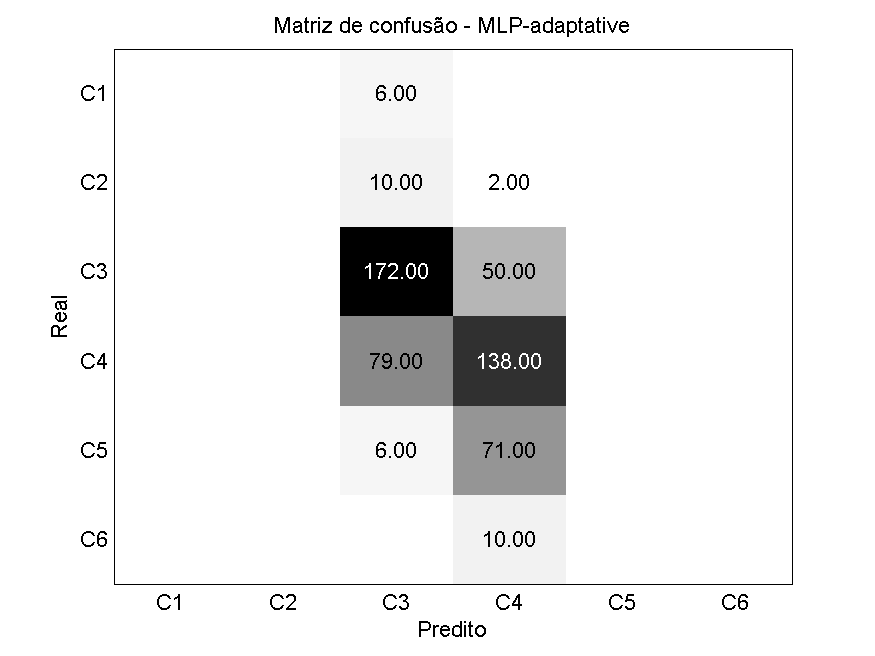 Matriz de confusão - MLP-adaptative
C1
6.00
C2
10.00 2.00
C3
172.00 50.00
Real
C4
79.00 138.00
C5
6.00 71.00
C6
10.00
C1 C2 C3 C4 C5 C6
Predito